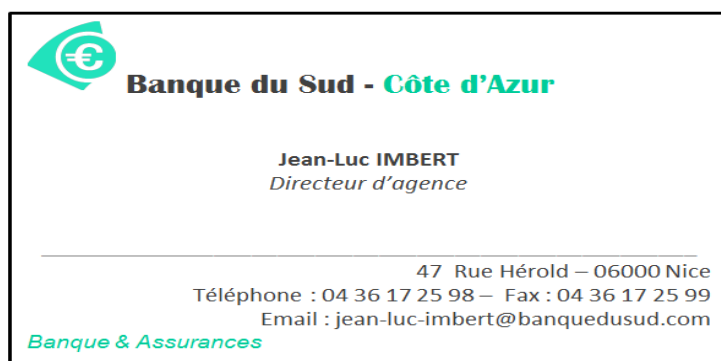 €
Banque du Sud - Côte d’Azur
Jean-Luc IMBERT
Directeur d’agence
47 Rue Hérold – 06000 Nice
Téléphone : 04 36 17 25 98 – Fax : 04 36 17 25 99
Email : jean-luc-imbert@banquedusud.com
Banque & Assurances